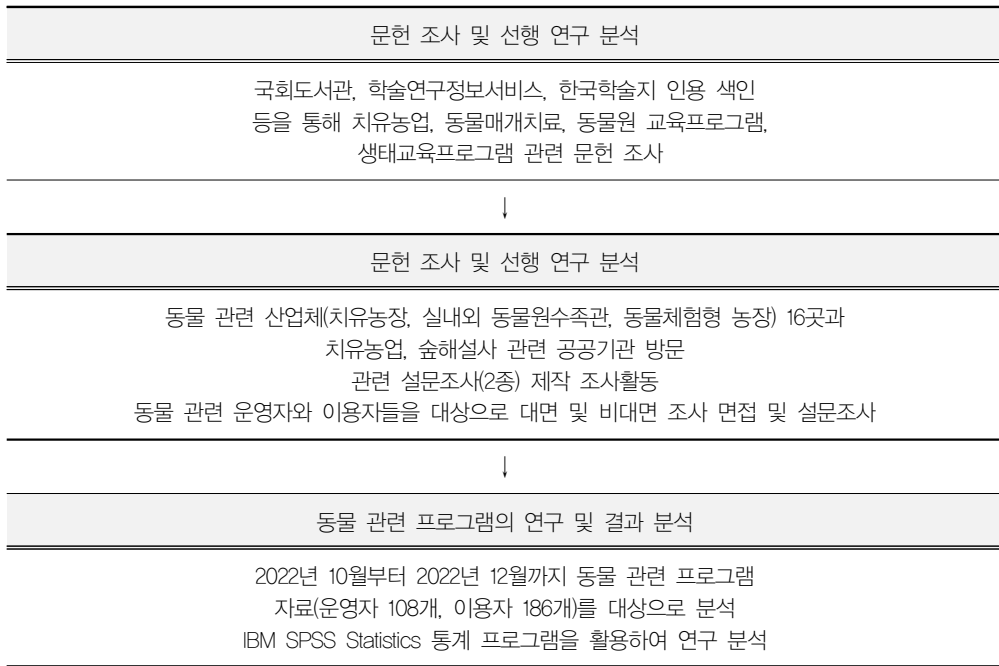 문헌 조사 및 선행 연구 분석
국회도서관, 학술연구정보서비스, 한국학술지 인용 색인
등을 통해 치유농업, 동물매개치료, 동물원 교육프로그램,
생태교육프로그램 관련 문헌 조사
↓
문헌 조사 및 선행 연구 분석
동물 관련 산업체(치유농장, 실내외 동물원수족관, 동물체험형 농장) 16곳과
치유농업, 숲해설사 관련 공공기관 방문
관련 설문조사(2종) 제작 조사활동
동물 관련 운영자와 이용자들을 대상으로 대면 및 비대면 조사 면접 및 설문조사
↓
동물 관련 프로그램의 연구 및 결과 분석
2022년 10월부터 2022년 12월까지 동물 관련 프로그램
자료(운영자 108개, 이용자 186개)를 대상으로 분석
IBM SPSS Statistics 통계 프로그램을 활용하여 연구 분석